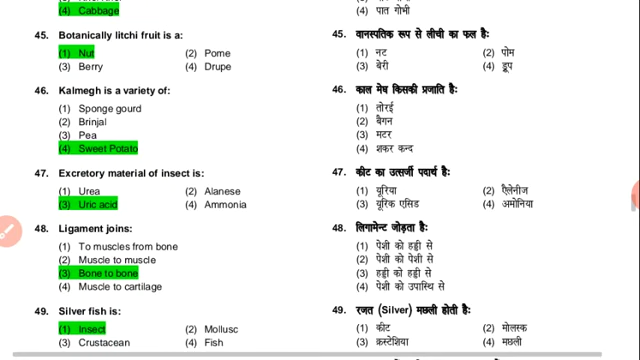 (4) Cabbage
(4) पात गोभी
45. Botanically litchi fruit is a:
(1) Nut (2) Pome
(3) Berry (4) Drupe
45. वानस्पतिक रूप से लीची का फल है:
(1) नट (2) पोम
(3) बेरी (4) ड्रूप
46. Kalmegh is a variety of:
(1) Sponge gourd
(2) Brinjal
(3) Pea
(4) Sweet Potato
46. काल मेघ किसकी प्रजाति है:
(1) तोरई
(2) बैगन
(3) मटर
(4) शकर कन्द
47. Excretory material of insect is:
(1) Urea (2) Alanese
(3) Uric acid (4) Ammonia
47. कीट का उत्सर्जी पदार्थ है:
(1) यूरिया (2) ऐलेनीज
(3) यूरिक एसिड (4) अमोनिया
48. Ligament joins:
(1) To muscles from bone
(2) Muscle to muscle
(3) Bone to bone
(4) Muscle to cartilage
48. लिगामेन्ट जोड़ता है:
(1) पेशी को हड्डी से
(2) पेशी को पेशी से
(3) हड्डी को हड्डी से
(4) पेशी को उपास्थि से
49. Silver fish is:
(1) Insect (2) Mollusc
(3) Crustacean (4) Fish
49. रजत (Silver) मछली होती है:
(1) कीट (2) मोलस्क
(3) क्रस्टेशिया (4) मछली